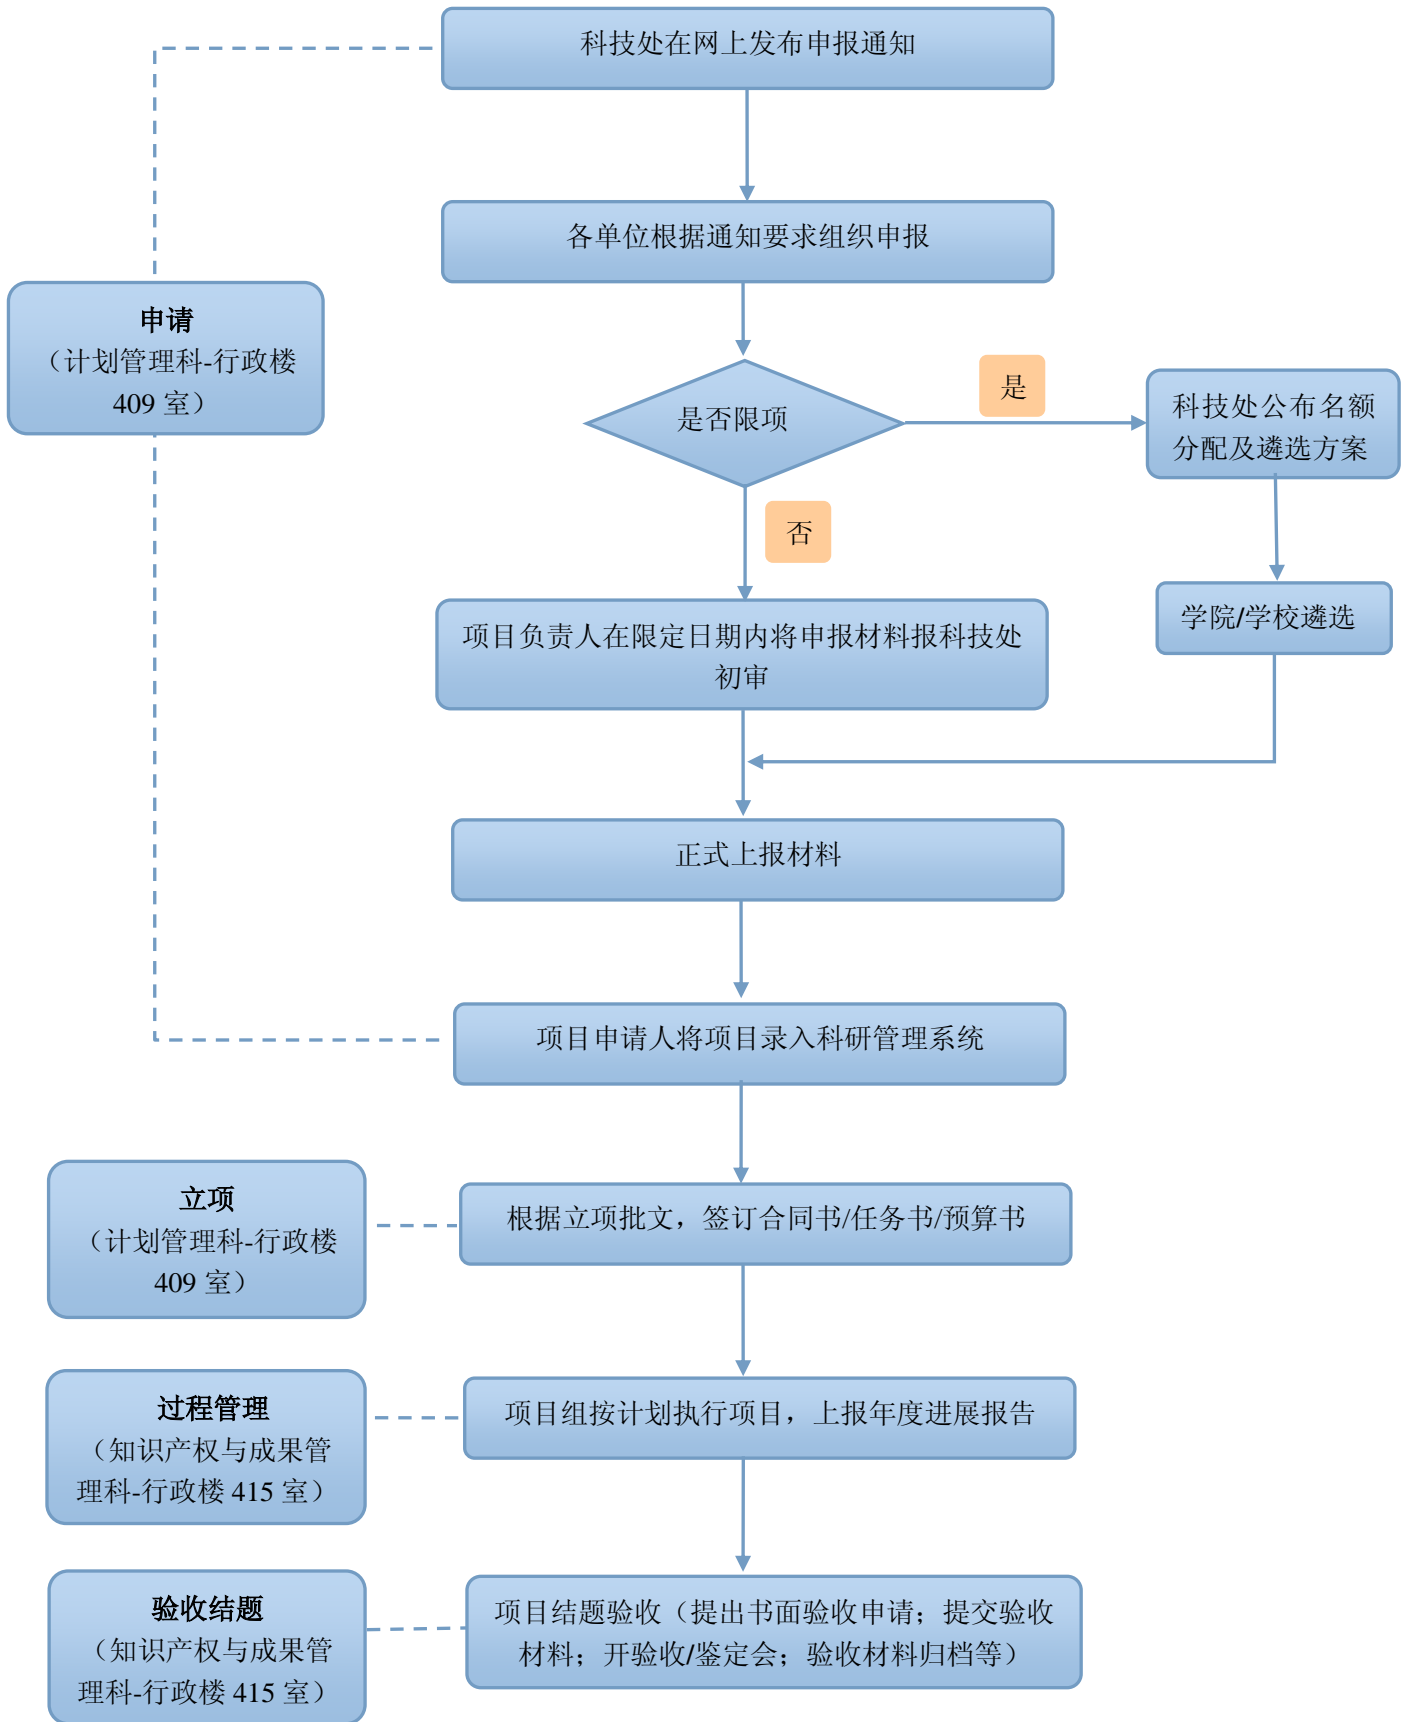 科技处在网上发布申报通知
各单位根据通知要求组织申报
申请
（计划管理科-行政楼
409 室）
是否限项
是
科技处公布名额
分配及遴选方案
否
学院/学校遴选
项目负责人在限定日期内将申报材料报科技处
初审
正式上报材料
项目申请人将项目录入科研管理系统
立项
（计划管理科-行政楼
409 室）
根据立项批文，签订合同书/任务书/预算书
过程管理
（知识产权与成果管
理科-行政楼 415 室）
项目组按计划执行项目，上报年度进展报告
验收结题
（知识产权与成果管
理科-行政楼 415 室）
项目结题验收（提出书面验收申请；提交验收
材料；开验收/鉴定会；验收材料归档等）